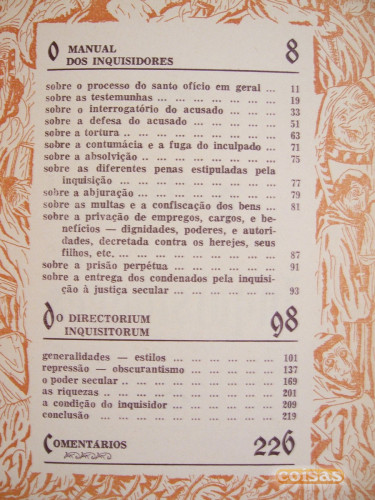 O MANUAL
DOS INQUISIDORES 8
sobre o processo do santo ofício em geral ... 11
sobre as testemunhas ... ... ... ... ... ... ... 19
sobre o interrogatório do acusado ... ... ... 33
sobre a defesa do acusado ... ... ... ... ... 51
sobre a tortura .. ... ... ... ... ... ... ... ... 63
sobre a contumácia e a fuga do inculpado ... 71
sobre a absolvição .. ... ... ... ... ... ... ... 75
sobre as diferentes penas estipuladas pela
inquisição ... ... ... ... ... ... ... ... ... 77
sobre a abjuração ... ... ... ... ... ... ... ... 79
sobre as multas e a confiscação dos bens ... 81
sobre a privação de empregos, cargos, e be-
nefícios — dignidades, poderes, e autori-
dades, decretada contra os herejes, seus
filhos, etc. ... ... ... ... ... ... ... ... ... 87
sobre a prisão perpétua ... ... ... ... ... ... 91
sobre a entrega dos condenados pela inquisi-
ção à justiça secular ... ... ... ... ... ... 93
DO DIRECTORIUM
INQUISITORUM 98
generalidades — estilos ... ... ... ... ... ... 101
repressão — obscurantismo ... ... ... ... ... 137
o poder secular ... ... ... ... ... ... ... ... 169
as riquezas .. ... ... ... ... ... ... ... ... ... 201
a condição do inquisidor ... ... ... ... ... ... 209
conclusão ... ... ... ... ... ... ... ... ... ... 219
COMENTÁRIOS 226
coisas